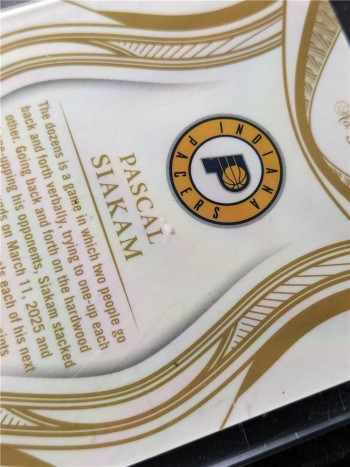 INDIANA
PACERS
PASCAL
SIAKAM
The dozens is a game in which two people go
back and forth verbally, trying to one-up each
other. Going back and forth on the hardwood
-upping his opponents, Siakam stacked
on March 11, 2025 and
each of his next